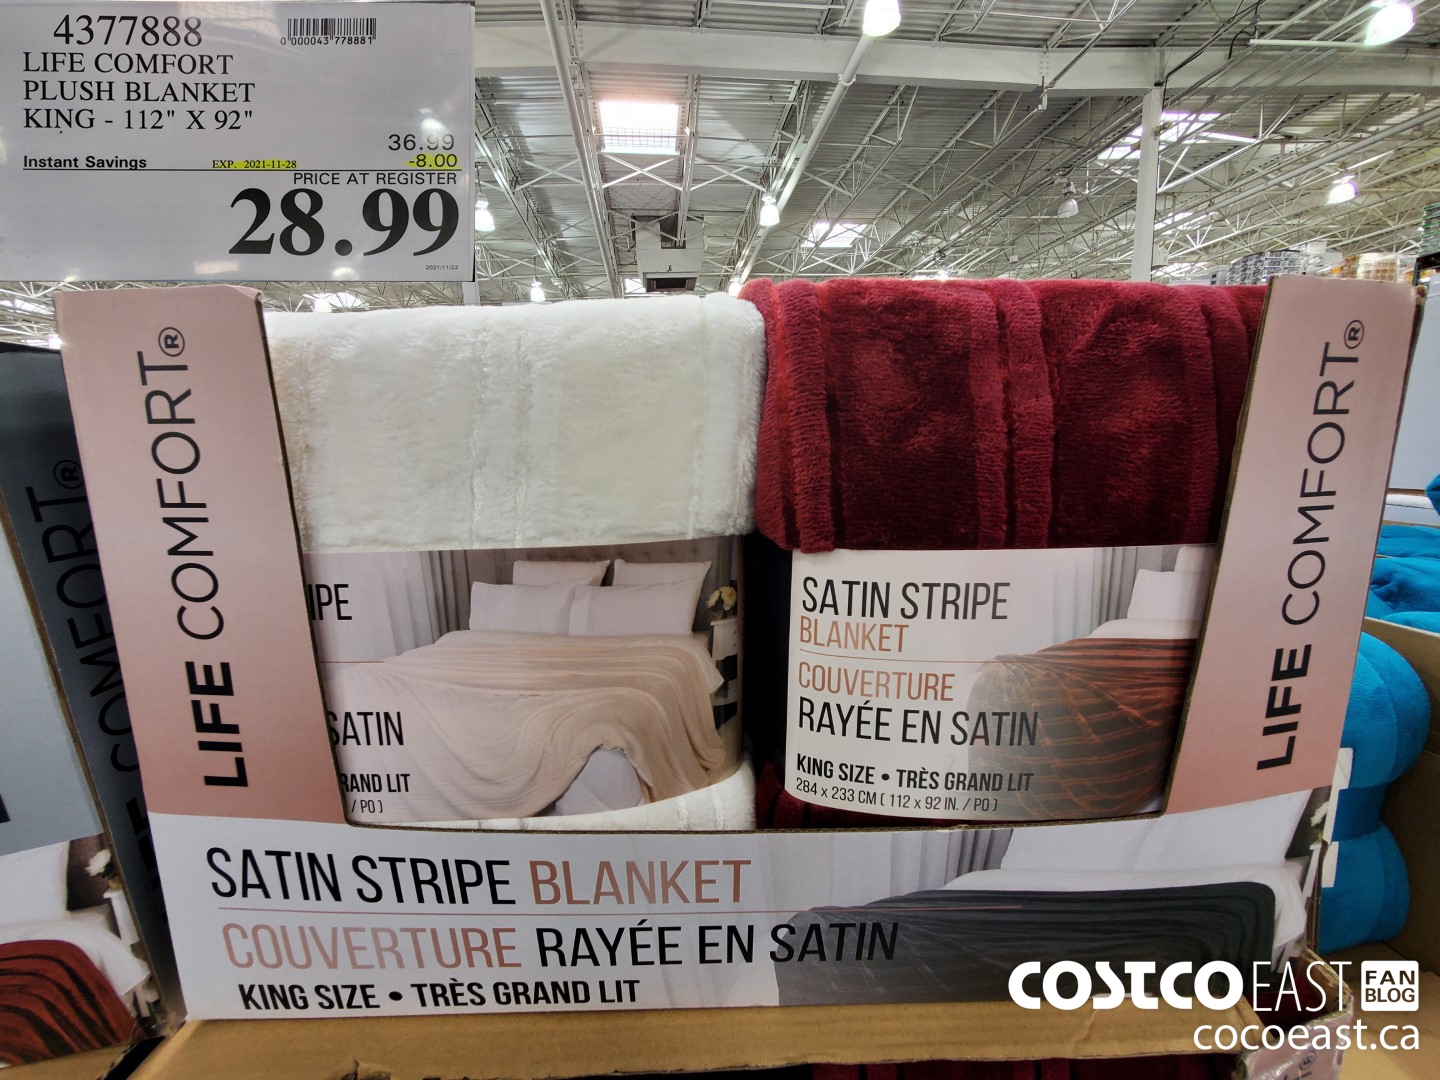 4377888
0 000043 778881
LIFE COMFORT
PLUSH BLANKET
KING - 112" X 92"
36.99
Instant Savings EXP. 2021-11-28 -8.00
PRICE AT REGISTER
28.99
2021/11/22
LIFE COMFORT®
LIFE COMFORT®
COMFORT®
IPE
SATIN
RAND LIT
/ PO )
SATIN STRIPE
BLANKET
COUVERTURE
RAYÉE EN SATIN
KING SIZE • TRÈS GRAND LIT
284 x 233 CM ( 112 x 92 IN. / PO )
SATIN STRIPE BLANKET
COUVERTURE RAYÉE EN SATIN
KING SIZE • TRÈS GRAND LIT
COSTCO EAST FAN BLOG
cocoeast.ca